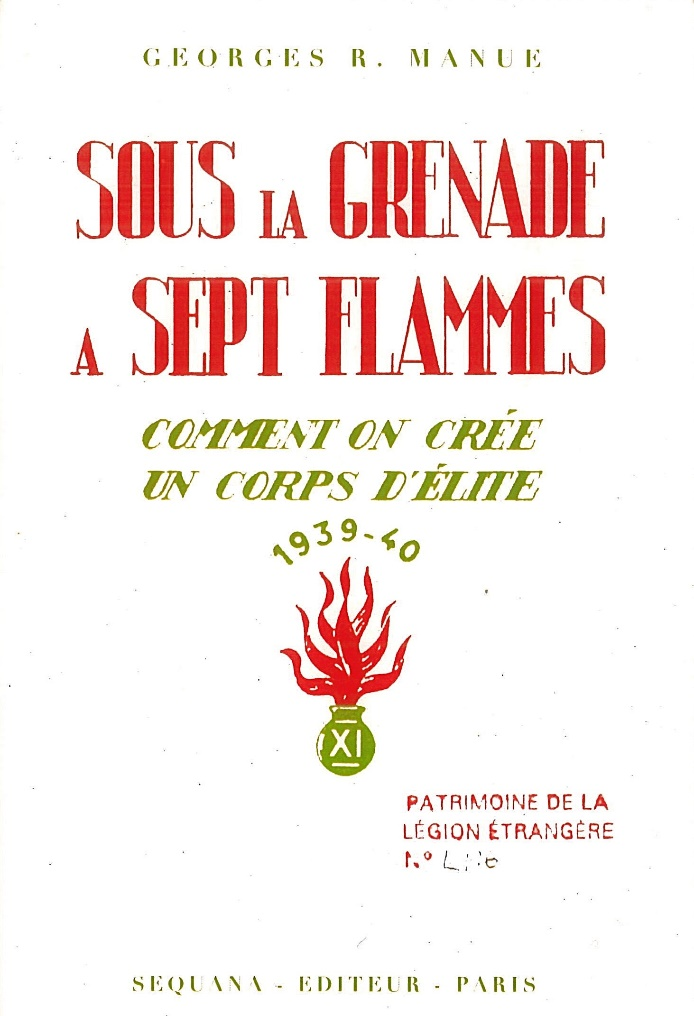 GEORGES R. MANUE
SOUS LA GRENADE
A SEPT FLAMMES
COMMENT ON CRÉE
UN CORPS D'ÉLITE
1939-40
XI
PATRIMOINE DE LA
LÉGION ÉTRANGÈRE
N°
SEQUANA - EDITEUR - PARIS